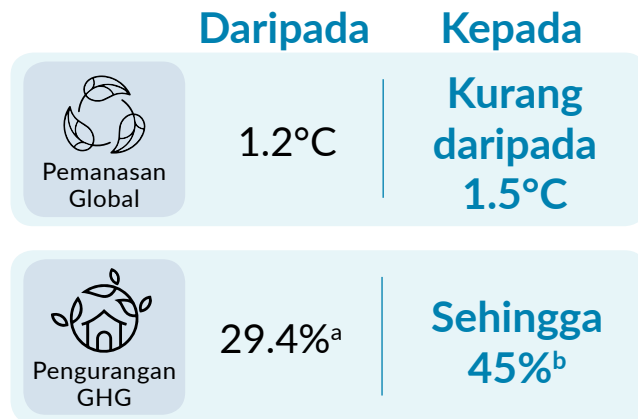 Daripada Kepada
Pemanasan
Global
1.2°C
Kurang
daripada
1.5°C
Pengurangan
GHG
29.4%ᵃ
Sehingga
45%ᵇ